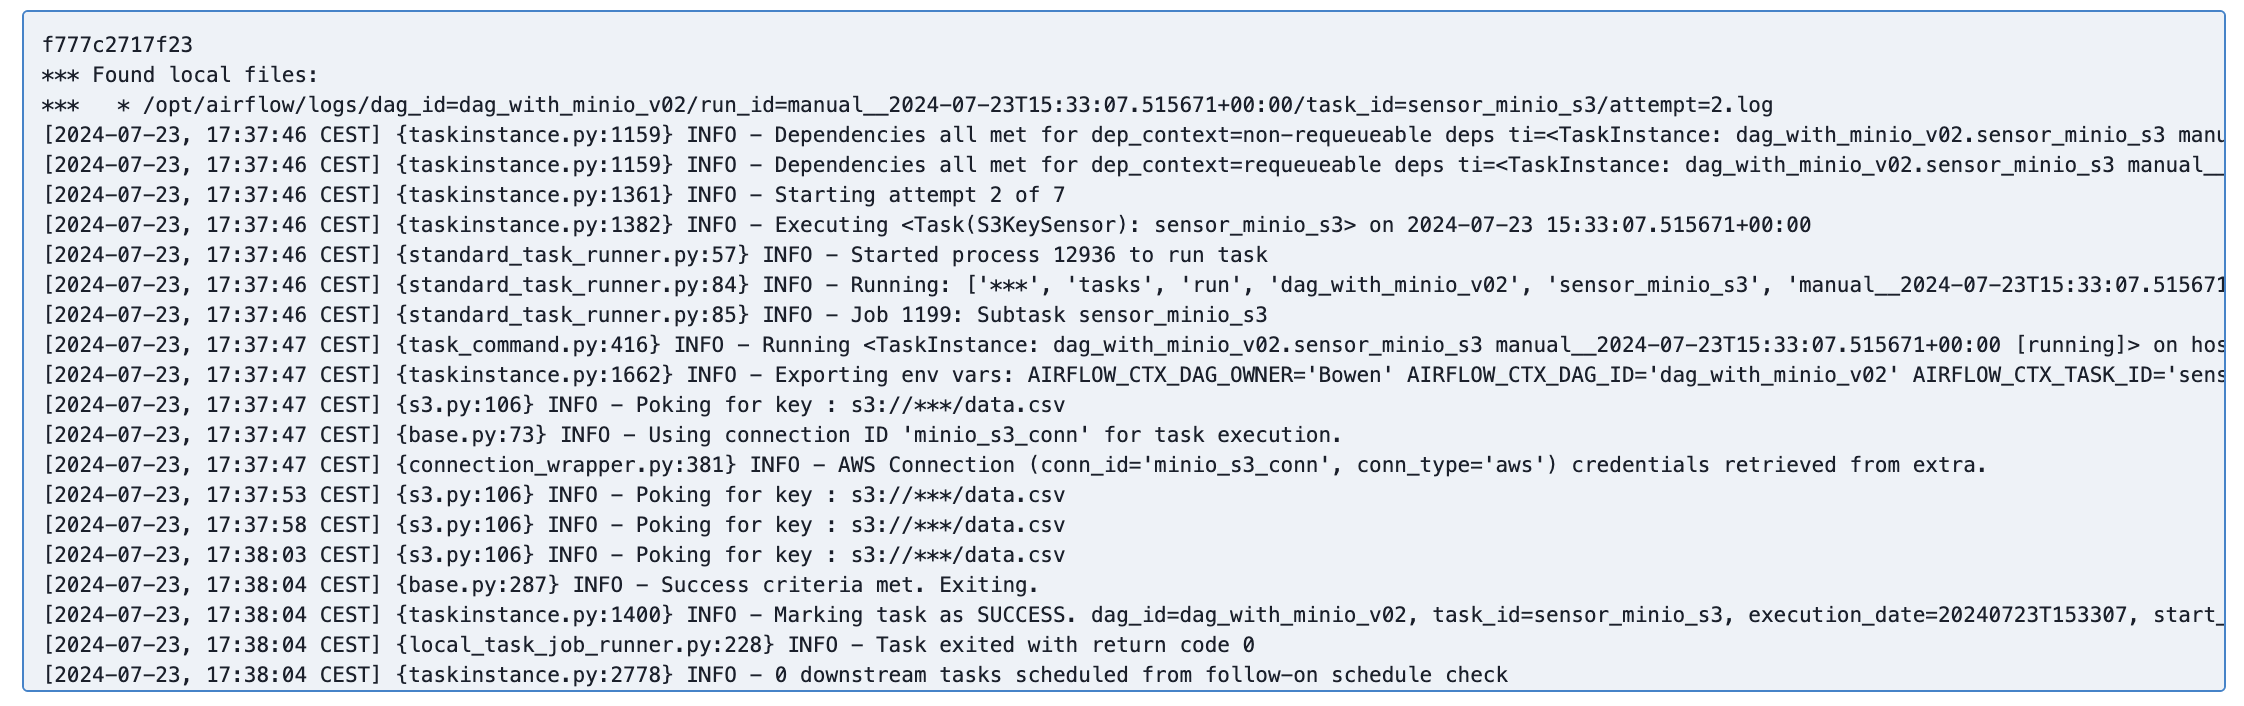 f777c2717f23
*** Found local files:
***   * /opt/airflow/logs/dag_id=dag_with_minio_v02/run_id=manual__2024-07-23T15:33:07.515671+00:00/task_id=sensor_minio_s3/attempt=2.log
[2024-07-23, 17:37:46 CEST] {taskinstance.py:1159} INFO - Dependencies all met for dep_context=non-requeueable deps ti=<TaskInstance: dag_with_minio_v02.sensor_minio_s3 manu
[2024-07-23, 17:37:46 CEST] {taskinstance.py:1159} INFO - Dependencies all met for dep_context=requeueable deps ti=<TaskInstance: dag_with_minio_v02.sensor_minio_s3 manual__
[2024-07-23, 17:37:46 CEST] {taskinstance.py:1361} INFO - Starting attempt 2 of 7
[2024-07-23, 17:37:46 CEST] {taskinstance.py:1382} INFO - Executing <Task(S3KeySensor): sensor_minio_s3> on 2024-07-23 15:33:07.515671+00:00
[2024-07-23, 17:37:46 CEST] {standard_task_runner.py:57} INFO - Started process 12936 to run task
[2024-07-23, 17:37:46 CEST] {standard_task_runner.py:84} INFO - Running: ['***', 'tasks', 'run', 'dag_with_minio_v02', 'sensor_minio_s3', 'manual__2024-07-23T15:33:07.515671
[2024-07-23, 17:37:46 CEST] {standard_task_runner.py:85} INFO - Job 1199: Subtask sensor_minio_s3
[2024-07-23, 17:37:47 CEST] {task_command.py:416} INFO - Running <TaskInstance: dag_with_minio_v02.sensor_minio_s3 manual__2024-07-23T15:33:07.515671+00:00 [running]> on hos
[2024-07-23, 17:37:47 CEST] {taskinstance.py:1662} INFO - Exporting env vars: AIRFLOW_CTX_DAG_OWNER='Bowen' AIRFLOW_CTX_DAG_ID='dag_with_minio_v02' AIRFLOW_CTX_TASK_ID='sens
[2024-07-23, 17:37:47 CEST] {s3.py:106} INFO - Poking for key : s3://***/data.csv
[2024-07-23, 17:37:47 CEST] {base.py:73} INFO - Using connection ID 'minio_s3_conn' for task execution.
[2024-07-23, 17:37:47 CEST] {connection_wrapper.py:381} INFO - AWS Connection (conn_id='minio_s3_conn', conn_type='aws') credentials retrieved from extra.
[2024-07-23, 17:37:53 CEST] {s3.py:106} INFO - Poking for key : s3://***/data.csv
[2024-07-23, 17:37:58 CEST] {s3.py:106} INFO - Poking for key : s3://***/data.csv
[2024-07-23, 17:38:03 CEST] {s3.py:106} INFO - Poking for key : s3://***/data.csv
[2024-07-23, 17:38:04 CEST] {base.py:287} INFO - Success criteria met. Exiting.
[2024-07-23, 17:38:04 CEST] {taskinstance.py:1400} INFO - Marking task as SUCCESS. dag_id=dag_with_minio_v02, task_id=sensor_minio_s3, execution_date=20240723T153307, start_
[2024-07-23, 17:38:04 CEST] {local_task_job_runner.py:228} INFO - Task exited with return code 0
[2024-07-23, 17:38:04 CEST] {taskinstance.py:2778} INFO - 0 downstream tasks scheduled from follow-on schedule check